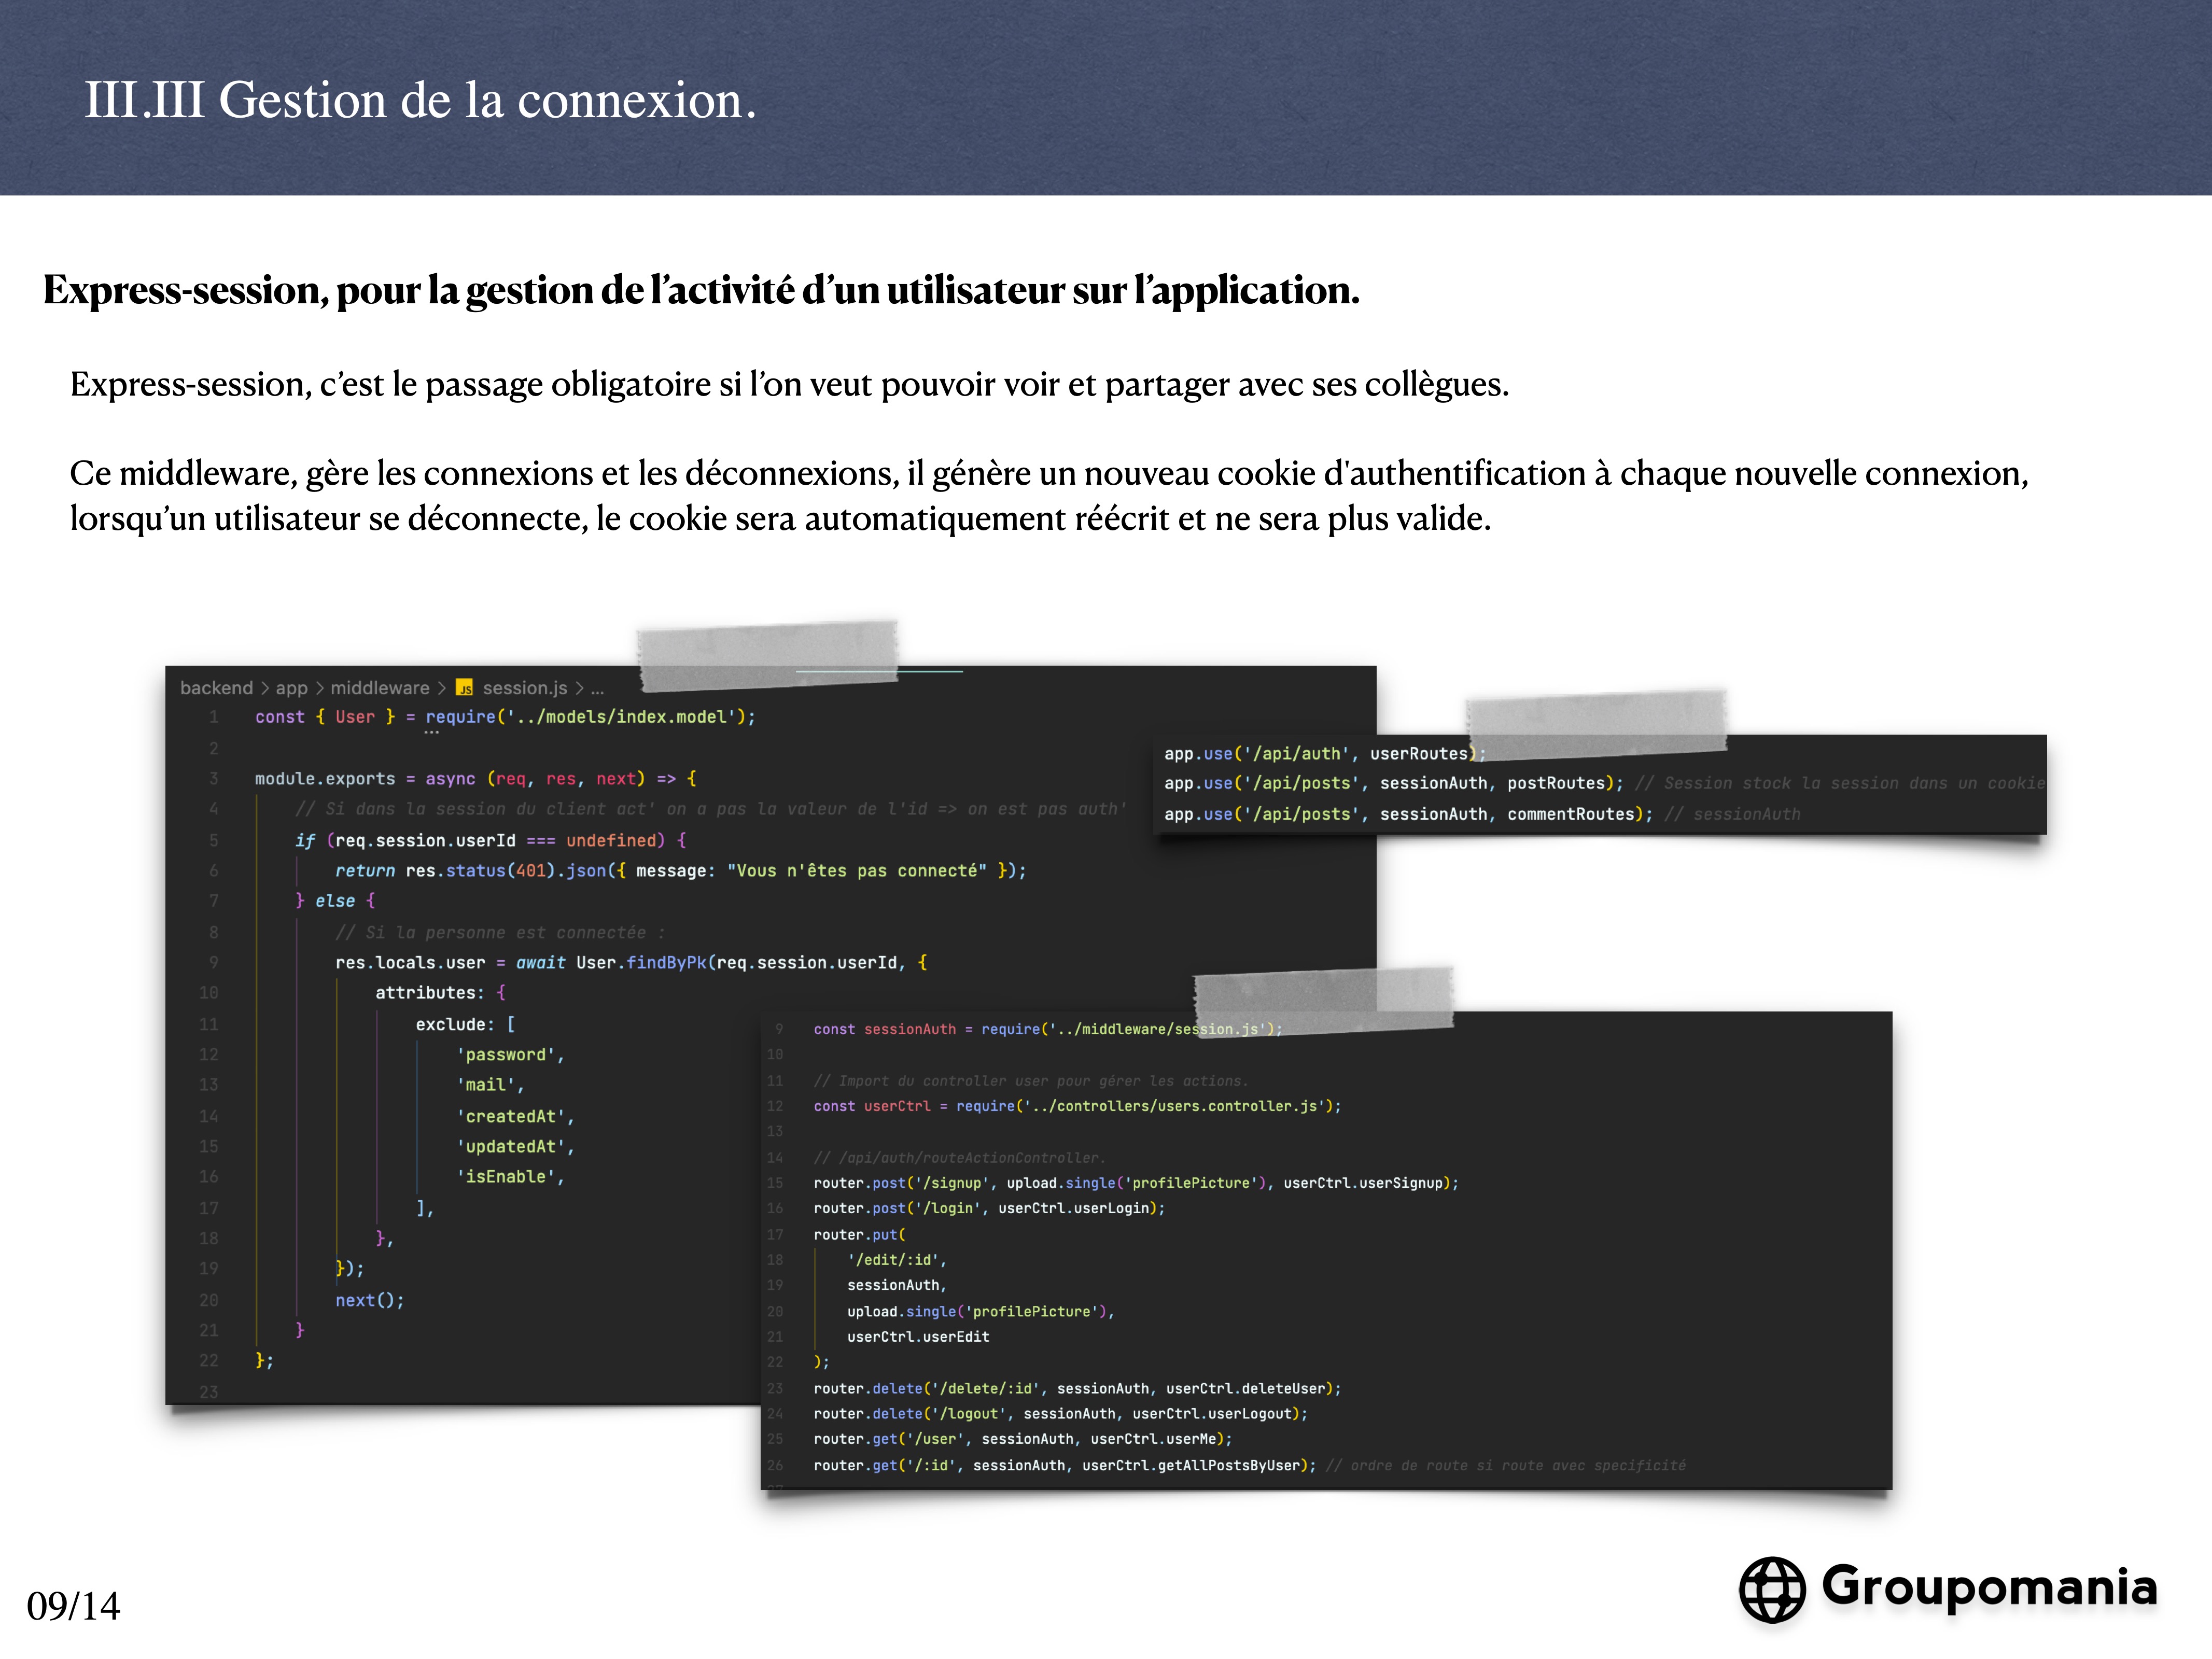 III.III Gestion de la connexion.
Express-session, pour la gestion de l’activité d’un utilisateur sur l’application.
Express-session, c’est le passage obligatoire si l’on veut pouvoir voir et partager avec ses collègues.
Ce middleware, gère les connexions et les déconnexions, il génère un nouveau cookie d'authentification à chaque nouvelle connexion,
lorsqu’un utilisateur se déconnecte, le cookie sera automatiquement réécrit et ne sera plus valide.
backend > app > middleware > JS session.js > ...
1 const { User } = require('../models/index.model');
2
3 module.exports = async (req, res, next) => {
4 // Si dans la session du client act' on a pas la valeur de l'id => on est pas auth'
5 if (req.session.userId === undefined) {
6 return res.status(401).json({ message: "Vous n'êtes pas connecté" });
7 } else {
8 // Si la personne est connectée :
9 res.locals.user = await User.findByPk(req.session.userId, {
10 attributes: {
11 exclude: [
12 'password',
13 'mail',
14 'createdAt',
15 'updatedAt',
16 'isEnable',
17 ],
18 },
19 });
20 next();
21 }
22 };
23
app.use('/api/auth', userRoutes);
app.use('/api/posts', sessionAuth, postRoutes); // Session stock la session dans un cookie
app.use('/api/posts', sessionAuth, commentRoutes); // sessionAuth
9 const sessionAuth = require('../middleware/session.js');
10
11 // Import du controller user pour gérer les actions.
12 const userCtrl = require('../controllers/users.controller.js');
13
14 // /api/auth/routeActionController.
15 router.post('/signup', upload.single('profilePicture'), userCtrl.userSignup);
16 router.post('/login', userCtrl.userLogin);
17 router.put(
18 '/edit/:id',
19 sessionAuth,
20 upload.single('profilePicture'),
21 userCtrl.userEdit
22 );
23 router.delete('/delete/:id', sessionAuth, userCtrl.deleteUser);
24 router.delete('/logout', sessionAuth, userCtrl.userLogout);
25 router.get('/user', sessionAuth, userCtrl.userMe);
26 router.get('/:id', sessionAuth, userCtrl.getAllPostsByUser); // ordre de route si route avec specificité
09/14
Groupomania